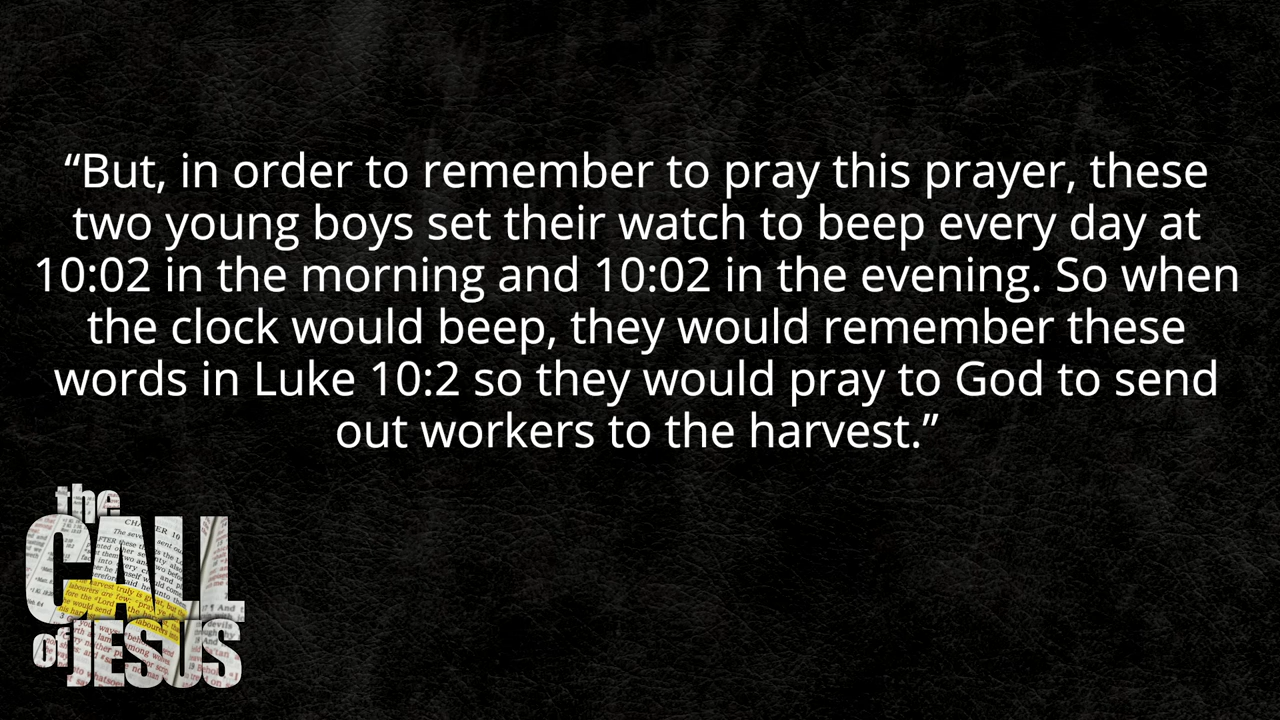 “But, in order to remember to pray this prayer, these
two young boys set their watch to beep every day at
10:02 in the morning and 10:02 in the evening. So when
the clock would beep, they would remember these
words in Luke 10:2 so they would pray to God to send
out workers to the harvest.”
the
CALL
of JESUS